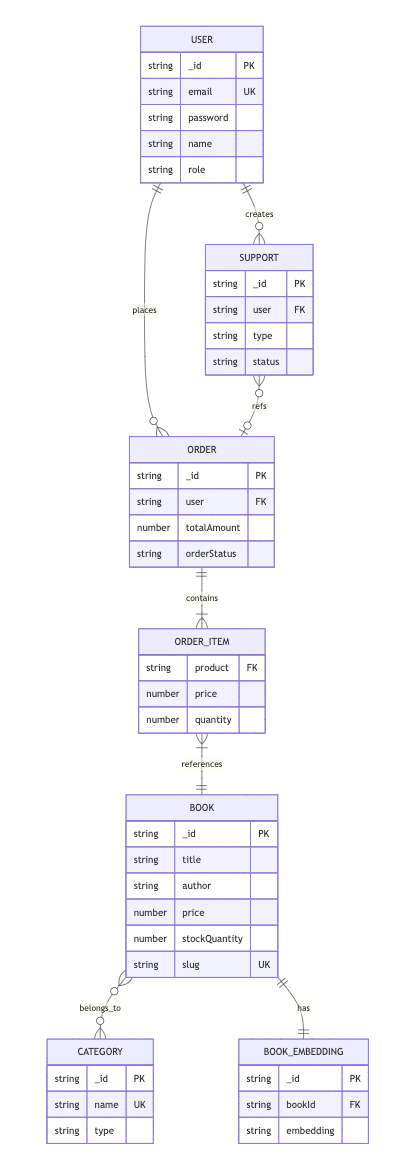 USER
string _id PK
string email UK
string password
string name
string role
creates
SUPPORT
string _id PK
string user FK
string type
string status
places
refs
ORDER
string _id PK
string user FK
number totalAmount
string orderStatus
contains
ORDER_ITEM
string product FK
number price
number quantity
references
BOOK
string _id PK
string title
string author
number price
number stockQuantity
string slug UK
belongs_to
has
CATEGORY
string _id PK
string name UK
string type
BOOK_EMBEDDING
string _id PK
string bookId FK
string embedding